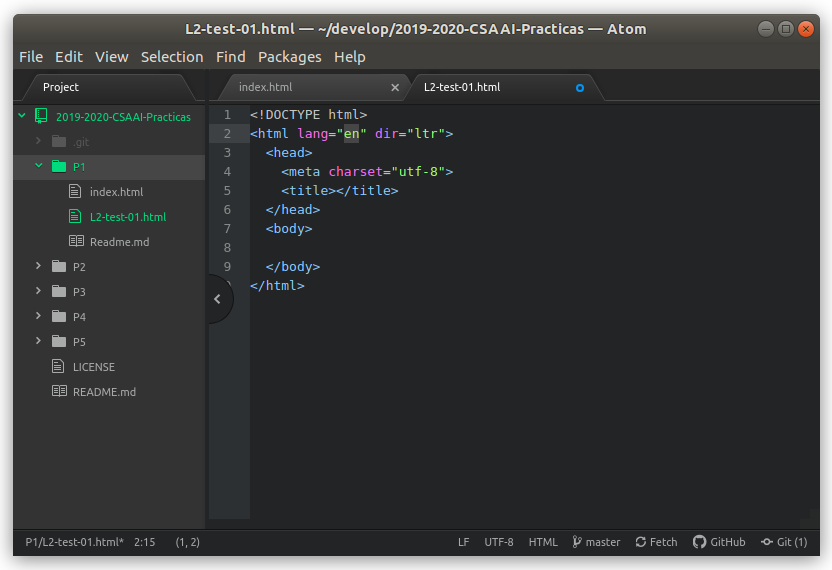 L2-test-01.html — ~/develop/2019-2020-CSAAI-Practicas — Atom
File Edit View Selection Find Packages Help
Project
index.html
L2-test-01.html
2019-2020-CSAAI-Practicas
.git
P1
index.html
L2-test-01.html
Readme.md
P2
P3
P4
P5
LICENSE
README.md
1 <!DOCTYPE html>
2 <html lang="en" dir="ltr">
3 <head>
4 <meta charset="utf-8">
5 <title></title>
6 </head>
7 <body>
8
9 </body>
</html>
P1/L2-test-01.html* 2:15 (1, 2) LF UTF-8 HTML master Fetch GitHub Git (1)